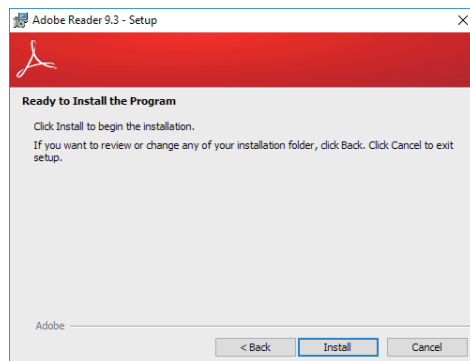 Adobe Reader 9.3 - Setup
Ready to Install the Program
Click Install to begin the installation.
If you want to review or change any of your installation folder, click Back. Click Cancel to exit
setup.
Adobe
< Back Install Cancel